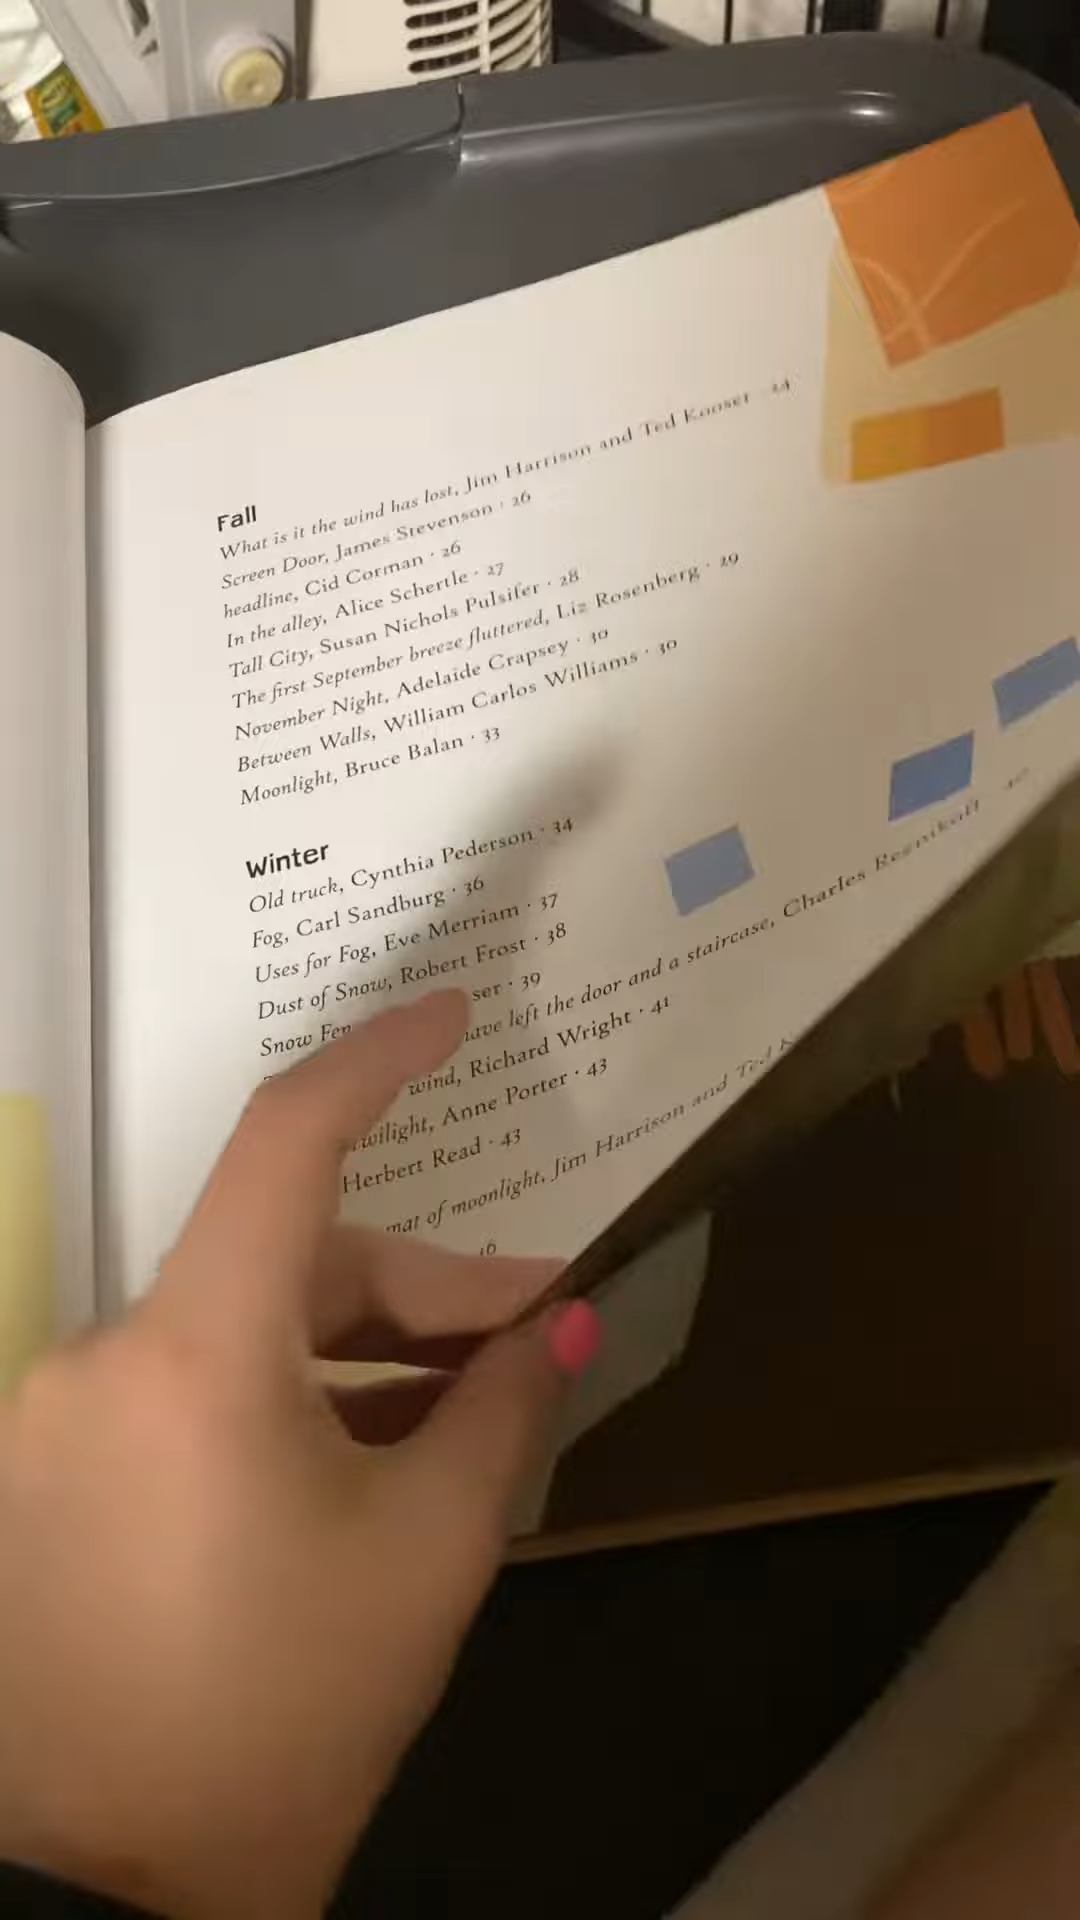 Fall
What is it the wind has lost, Jim Harrison and Ted Kooser · 24
Screen Door, James Stevenson · 26
headline, Cid Corman · 26
In the alley, Alice Schertle · 27
Tall City, Susan Nichols Pulsifer · 28
The first September breeze fluttered, Liz Rosenberg · 29
November Night, Adelaide Crapsey · 30
Between Walls, William Carlos Williams · 30
Moonlight, Bruce Balan · 33
Winter
Old truck, Cynthia Pederson · 34
Fog, Carl Sandburg · 36
Uses for Fog, Eve Merriam · 37
Dust of Snow, Robert Frost · 38
Snow ser · 39
left the door and a staircase, Charles Reznikoff 40
wind, Richard Wright · 41
Anne Porter · 43
Herbert Read · 43
mat of moonlight, Jim Harrison and Ted